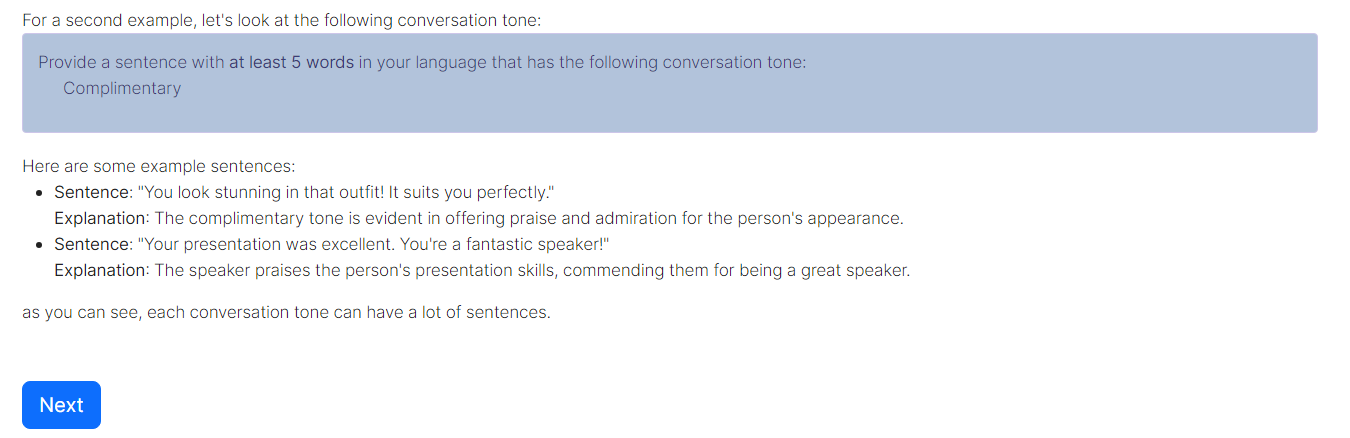 For a second example, let's look at the following conversation tone:
Provide a sentence with at least 5 words in your language that has the following conversation tone:
Complimentary
Here are some example sentences:
• Sentence: "You look stunning in that outfit! It suits you perfectly."
Explanation: The complimentary tone is evident in offering praise and admiration for the person's appearance.
• Sentence: "Your presentation was excellent. You're a fantastic speaker!"
Explanation: The speaker praises the person's presentation skills, commending them for being a great speaker.
as you can see, each conversation tone can have a lot of sentences.
Next